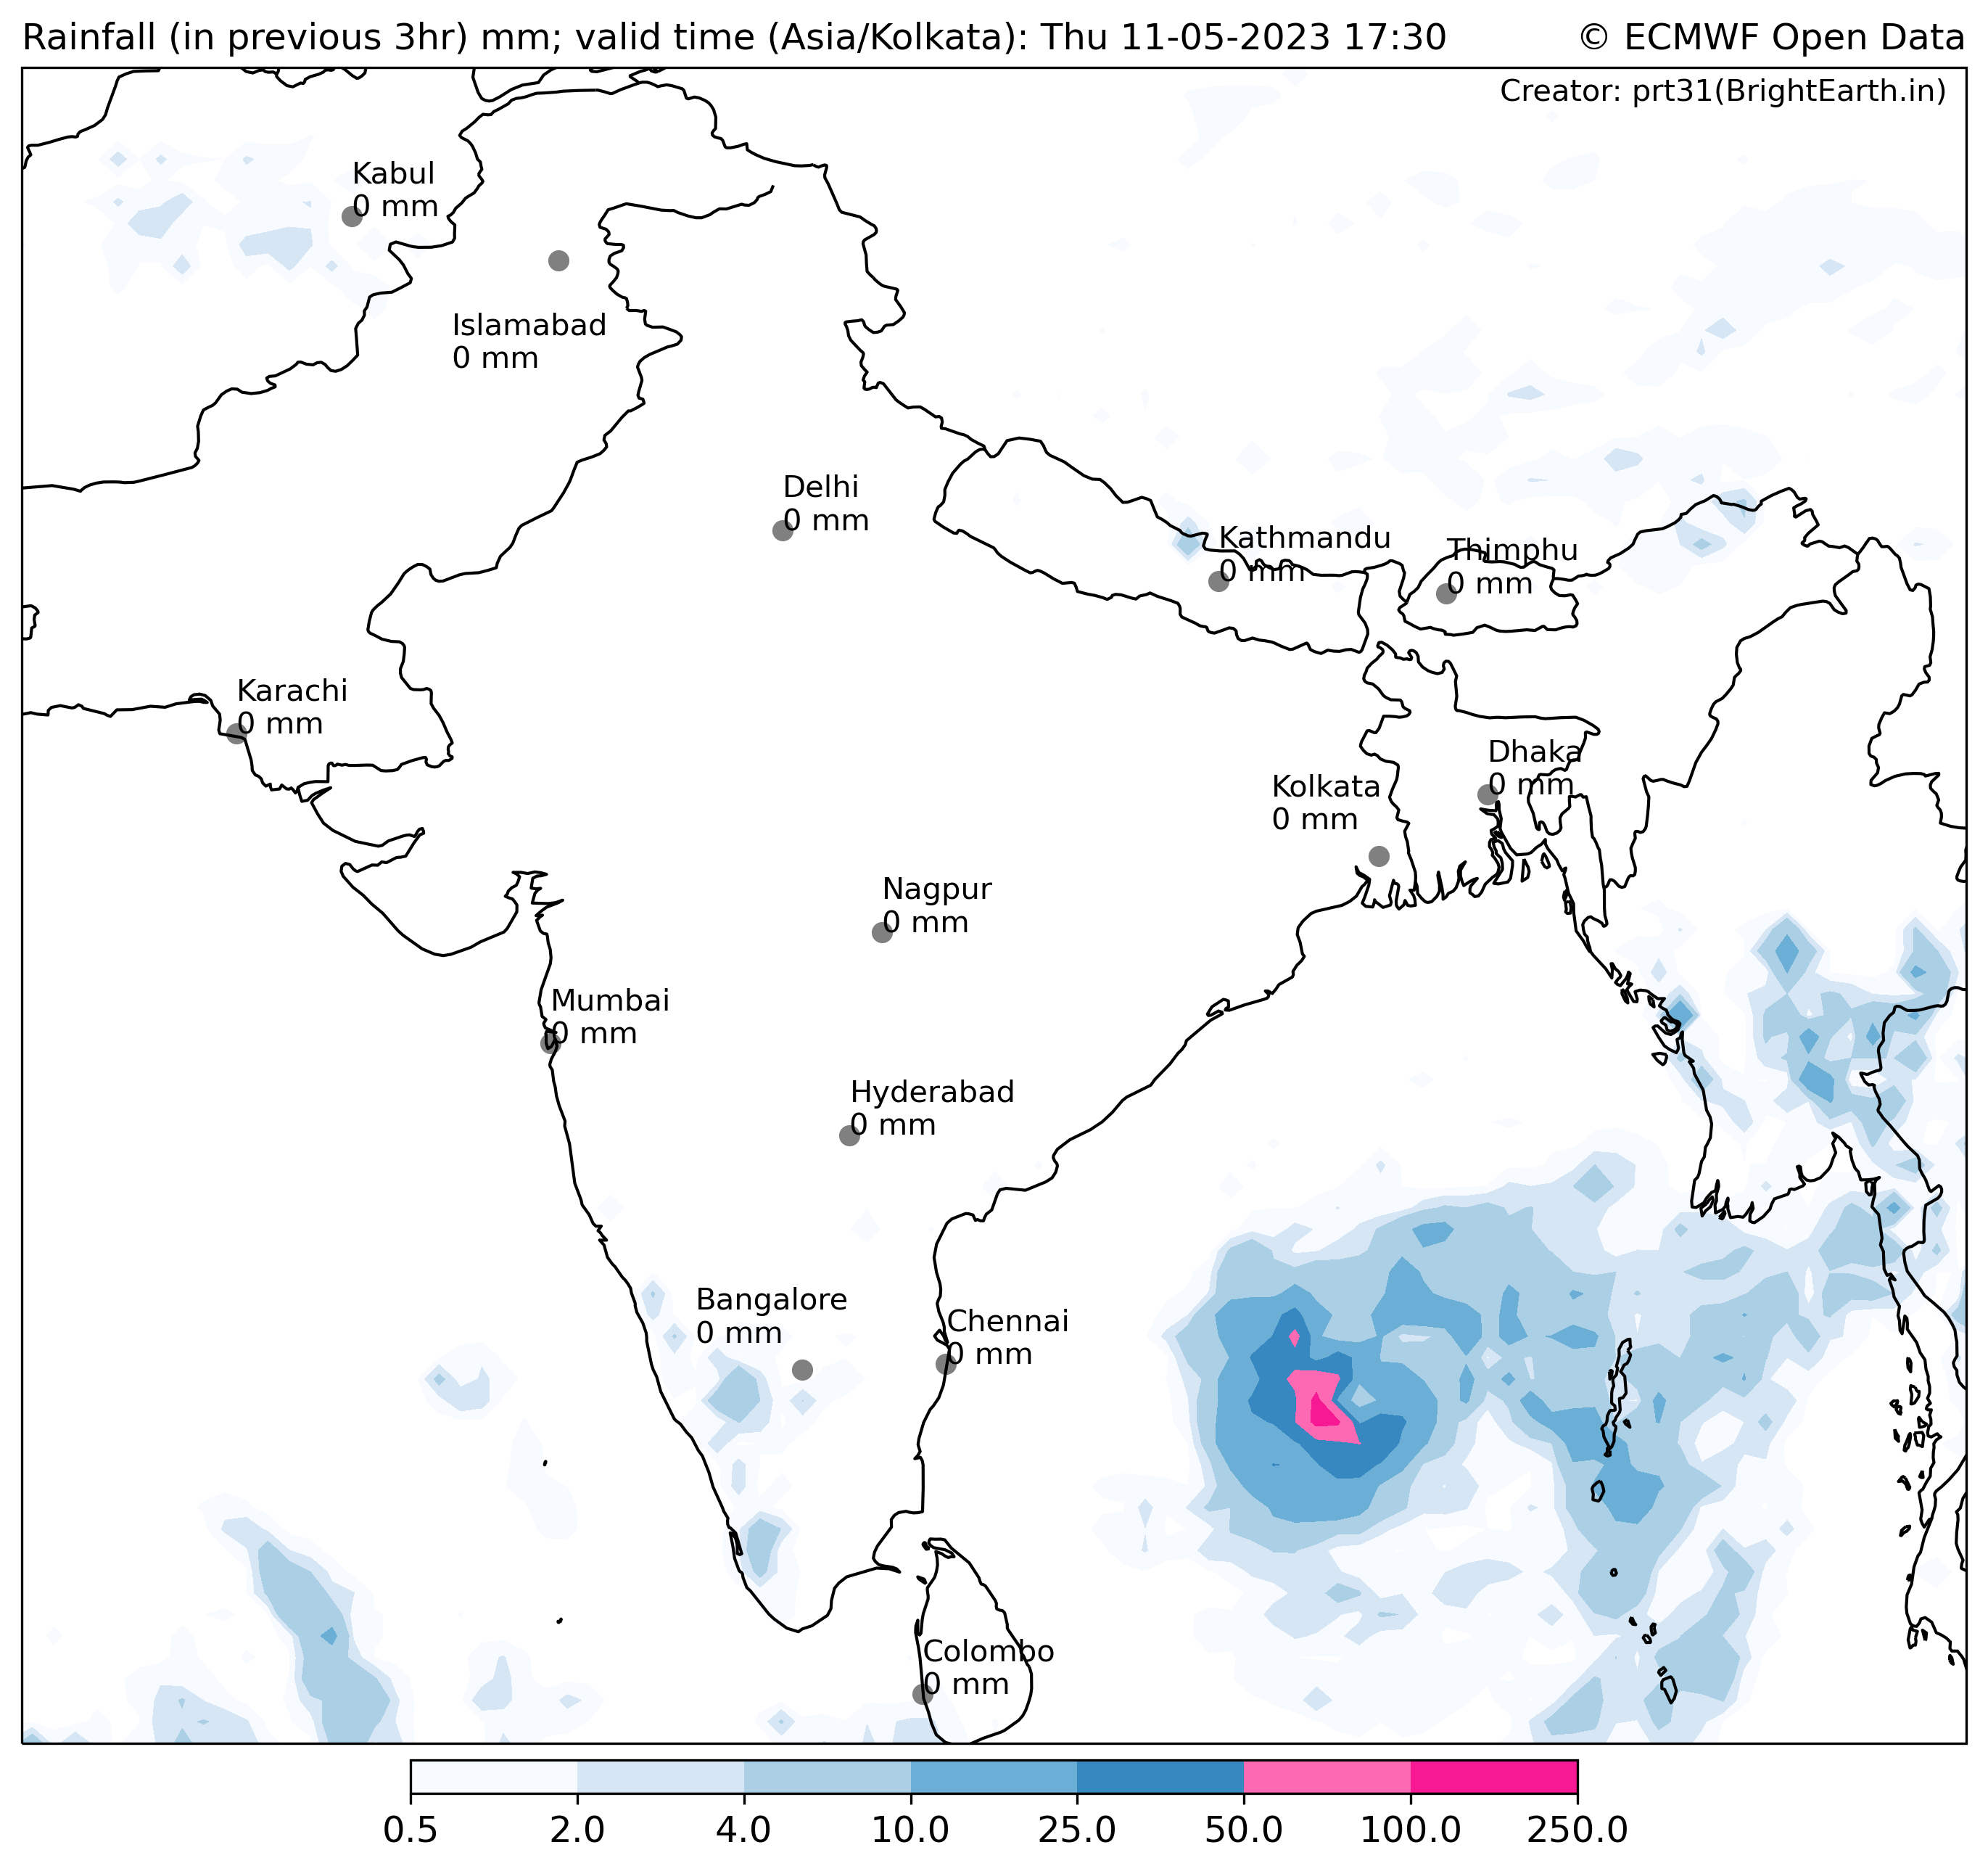 Rainfall (in previous 3hr) mm; valid time (Asia/Kolkata): Thu 11-05-2023 17:30
© ECMWF Open Data
Creator: prt31(BrightEarth.in)
Kabul
0 mm
Islamabad
0 mm
Delhi
0 mm
Kathmandu
0 mm
Thimphu
0 mm
Karachi
0 mm
Dhaka
0 mm
Kolkata
0 mm
Nagpur
0 mm
Mumbai
0 mm
Hyderabad
0 mm
Bangalore
0 mm
Chennai
0 mm
Colombo
0 mm
0.5 2.0 4.0 10.0 25.0 50.0 100.0 250.0